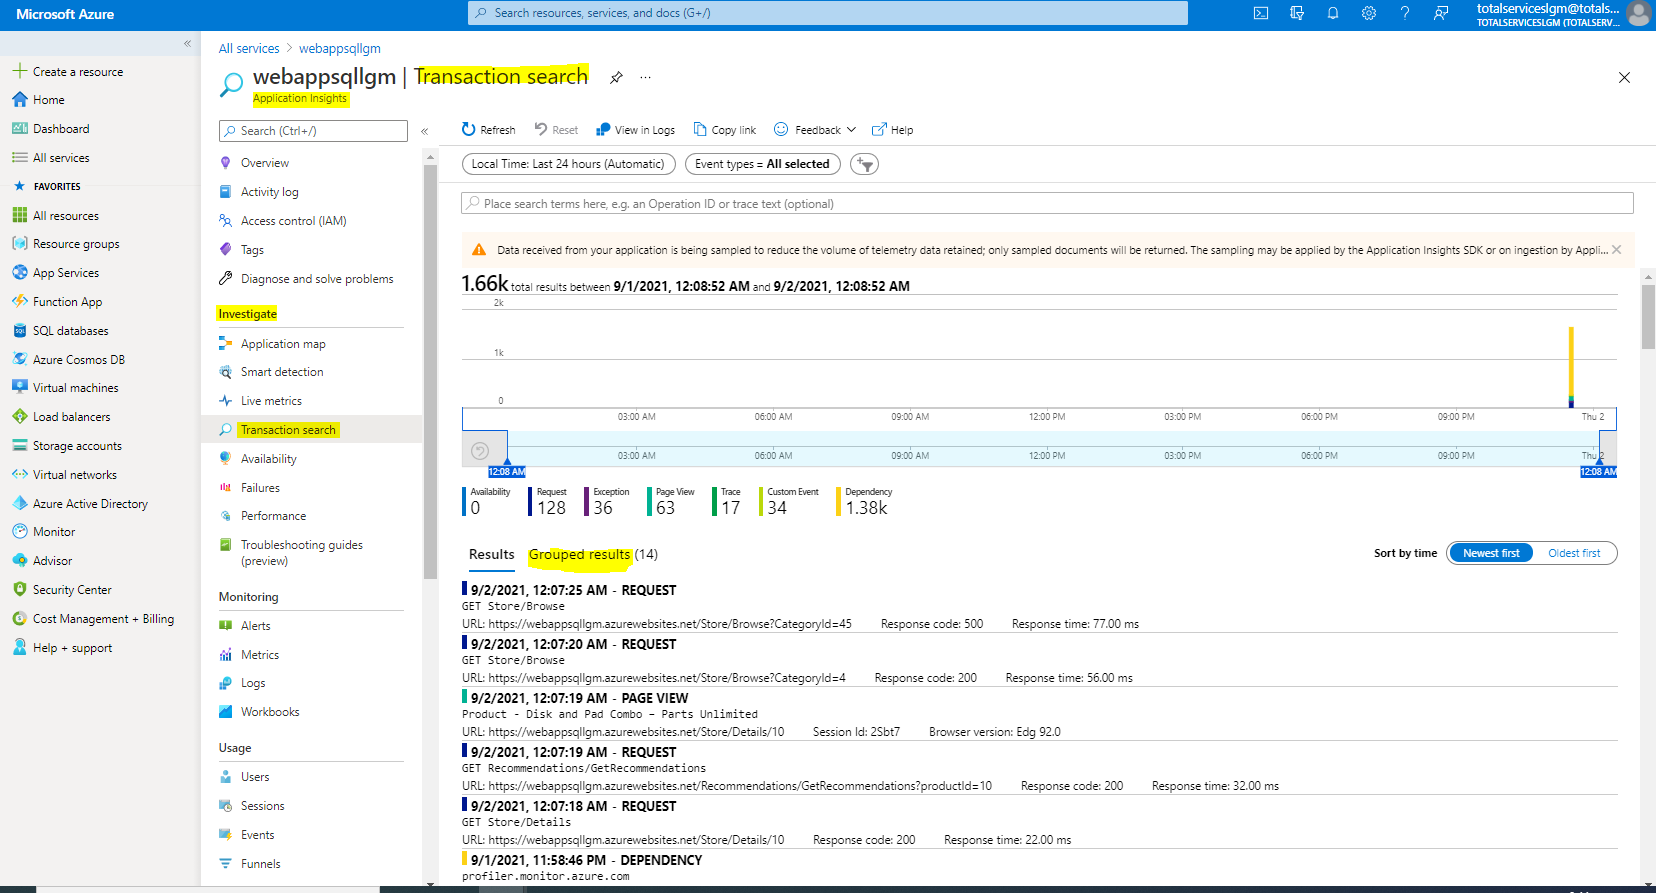 Microsoft Azure
Search resources, services, and docs (G+/)
totalserviceslgm@totals...
TOTALSERVICESLGM (TOTALSERV...
Create a resource
Home
Dashboard
All services
FAVORITES
All resources
Resource groups
App Services
Function App
SQL databases
Azure Cosmos DB
Virtual machines
Load balancers
Storage accounts
Virtual networks
Azure Active Directory
Monitor
Advisor
Security Center
Cost Management + Billing
Help + support
All services > webappsqllgm
webappsqllgm | Transaction search
Application Insights
Search (Ctrl+/)
Overview
Activity log
Access control (IAM)
Tags
Diagnose and solve problems
Investigate
Application map
Smart detection
Live metrics
Transaction search
Availability
Failures
Performance
Troubleshooting guides
(preview)
Monitoring
Alerts
Metrics
Logs
Workbooks
Usage
Users
Sessions
Events
Funnels
Refresh Reset View in Logs Copy link Feedback Help
Local Time: Last 24 hours (Automatic) Event types = All selected
Place search terms here, e.g. an Operation ID or trace text (optional)
Data received from your application is being sampled to reduce the volume of telemetry data retained; only sampled documents will be returned. The sampling may be applied by the Application Insights SDK or on ingestion by Appli...
1.66k total results between 9/1/2021, 12:08:52 AM and 9/2/2021, 12:08:52 AM
2k
1k
0
03:00 AM 06:00 AM 09:00 AM 12:00 PM 03:00 PM 06:00 PM 09:00 PM Thu 2
03:00 AM 06:00 AM 09:00 AM 12:00 PM 03:00 PM 06:00 PM 09:00 PM Thu 2
12:08 AM 12:08 AM
Availability Request Exception Page View Trace Custom Event Dependency
0 128 36 63 17 34 1.38k
Results Grouped results (14) Sort by time Newest first Oldest first
9/2/2021, 12:07:25 AM - REQUEST
GET Store/Browse
URL: https://webappsqllgm.azurewebsites.net/Store/Browse?CategoryId=45 Response code: 500 Response time: 77.00 ms
9/2/2021, 12:07:20 AM - REQUEST
GET Store/Browse
URL: https://webappsqllgm.azurewebsites.net/Store/Browse?CategoryId=4 Response code: 200 Response time: 56.00 ms
9/2/2021, 12:07:19 AM - PAGE VIEW
Product - Disk and Pad Combo – Parts Unlimited
URL: https://webappsqllgm.azurewebsites.net/Store/Details/10 Session Id: 2Sbt7 Browser version: Edg 92.0
9/2/2021, 12:07:19 AM - REQUEST
GET Recommendations/GetRecommendations
URL: https://webappsqllgm.azurewebsites.net/Recommendations/GetRecommendations?productId=10 Response code: 200 Response time: 32.00 ms
9/2/2021, 12:07:18 AM - REQUEST
GET Store/Details
URL: https://webappsqllgm.azurewebsites.net/Store/Details/10 Response code: 200 Response time: 22.00 ms
9/1/2021, 11:58:46 PM - DEPENDENCY
profiler.monitor.azure.com